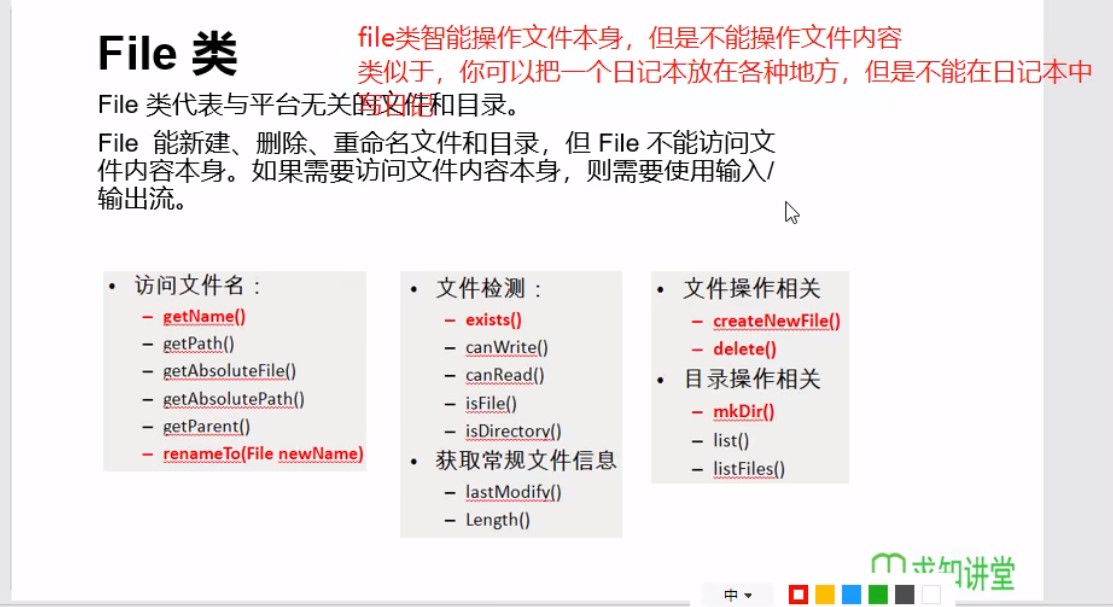 File 类
file类智能操作文件本身，但是不能操作文件内容
类似于，你可以把一个日记本放在各种地方，但是不能在日记本中
写日记
File 类代表与平台无关的文件和目录。
File 能新建、删除、重命名文件和目录，但 File 不能访问文
件内容本身。如果需要访问文件内容本身，则需要使用输入/
输出流。
• 访问文件名：
– getName()
– getPath()
– getAbsoluteFile()
– getAbsolutePath()
– getParent()
– renameTo(File newName)
• 文件检测：
– exists()
– canWrite()
– canRead()
– isFile()
– isDirectory()
• 获取常规文件信息
– lastModify()
– Length()
• 文件操作相关
– createNewFile()
– delete()
• 目录操作相关
– mkDir()
– list()
– listFiles()
求知讲堂
中